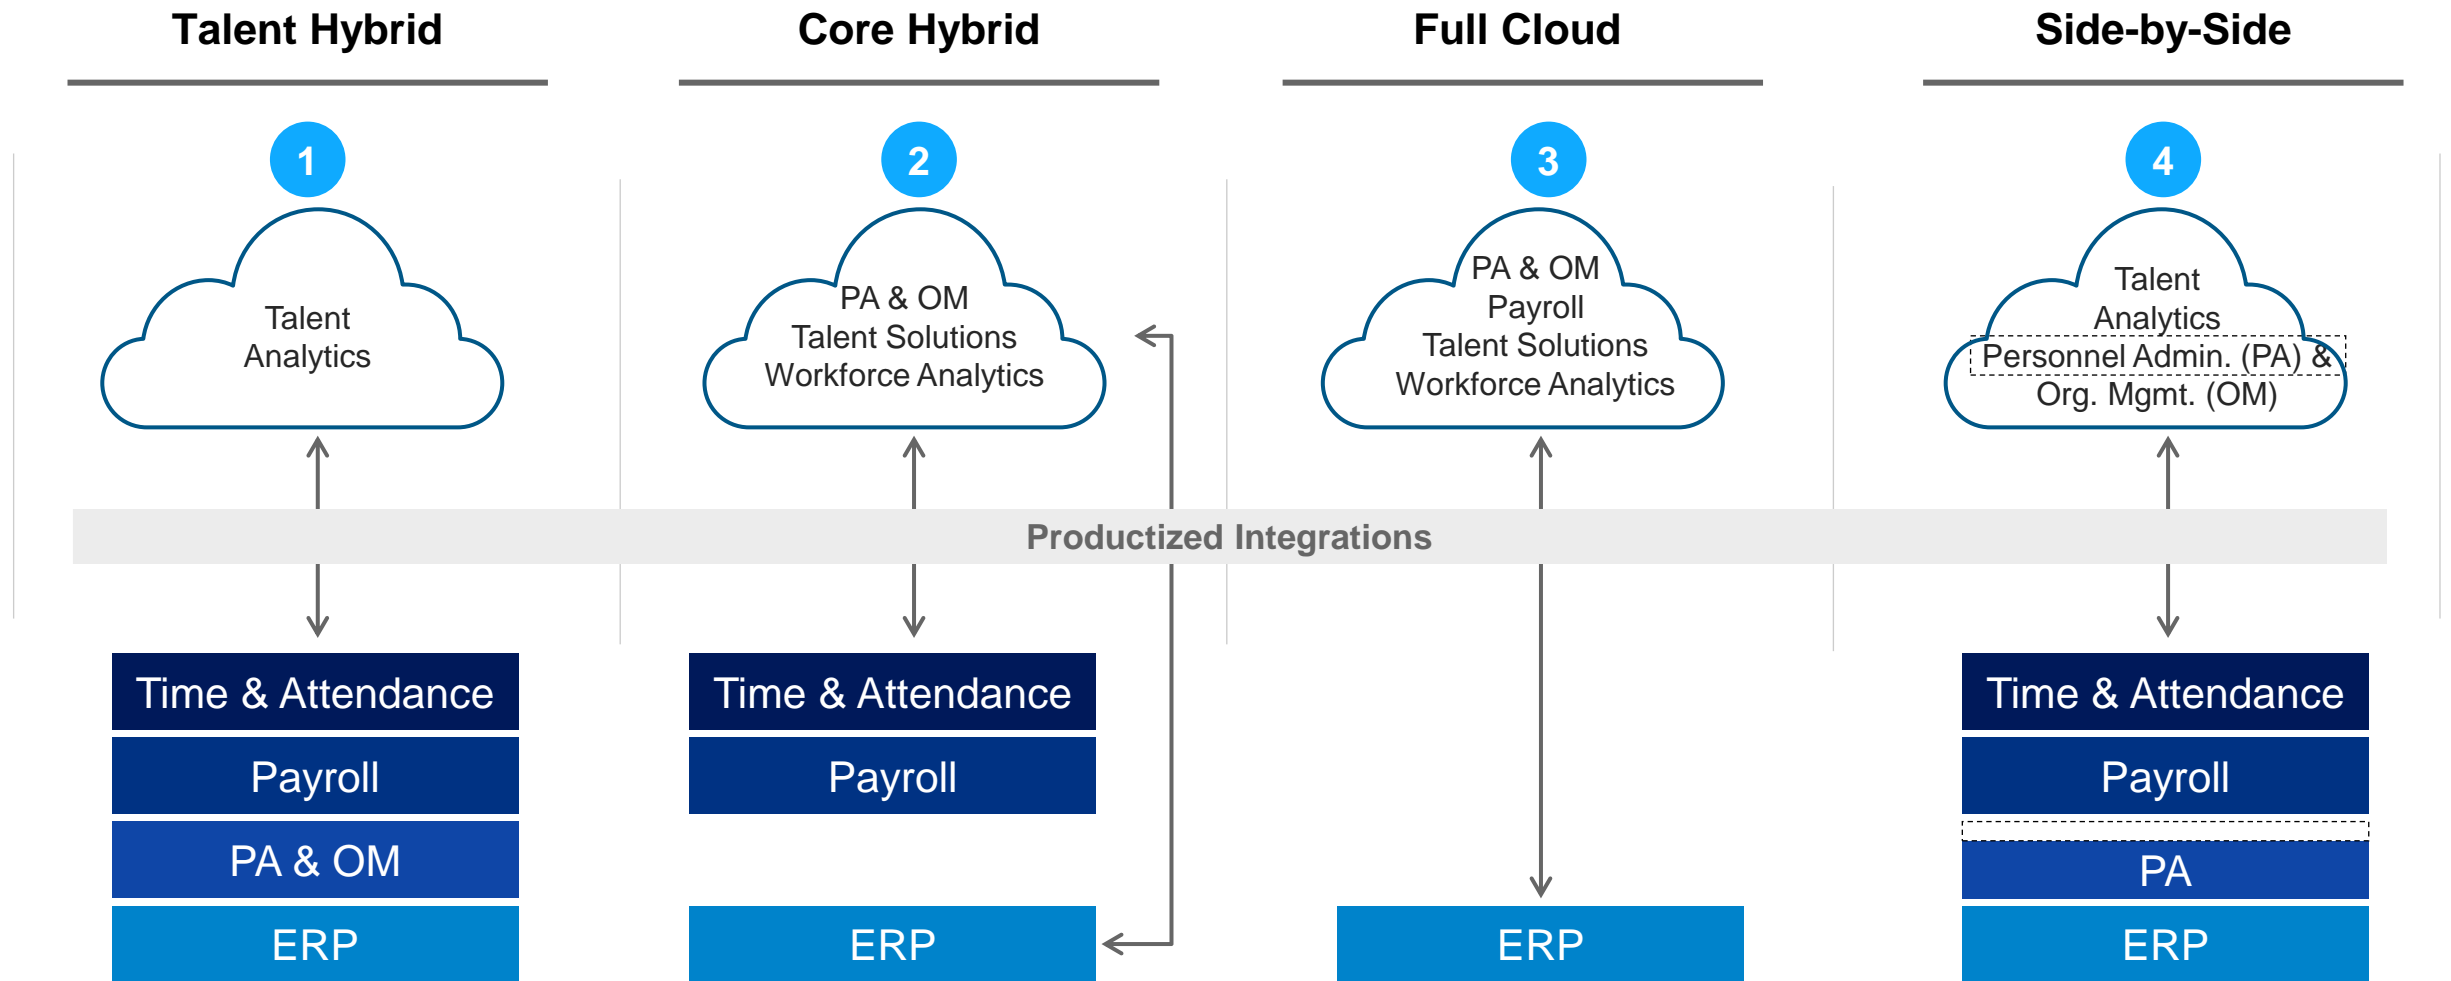 Talent Hybrid
Core Hybrid
Full Cloud
Side-by-Side
1
2
3
4
Talent
Analytics
PA & OM
Talent Solutions
Workforce Analytics
PA & OM
Payroll
Talent Solutions
Workforce Analytics
Talent
Analytics
Personnel Admin. (PA) &
Org. Mgmt. (OM)
Productized Integrations
Time & Attendance
Payroll
PA & OM
ERP
Time & Attendance
Payroll
ERP
ERP
Time & Attendance
Payroll
PA
ERP